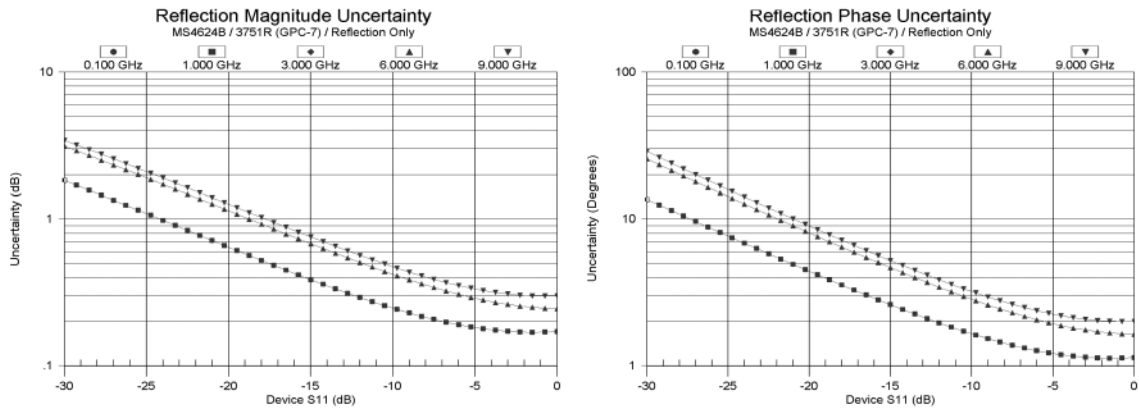 Reflection Magnitude Uncertainty
MS4624B / 3751R (GPC-7) / Reflection Only
0.100 GHz 1.000 GHz 3.000 GHz 6.000 GHz 9.000 GHz
10
1
.1
Uncertainty (dB)
-30 -25 -20 -15 -10 -5 0
Device S11 (dB)
Reflection Phase Uncertainty
MS4624B / 3751R (GPC-7) / Reflection Only
0.100 GHz 1.000 GHz 3.000 GHz 6.000 GHz 9.000 GHz
100
10
1
Uncertainty (Degrees)
-30 -25 -20 -15 -10 -5 0
Device S11 (dB)